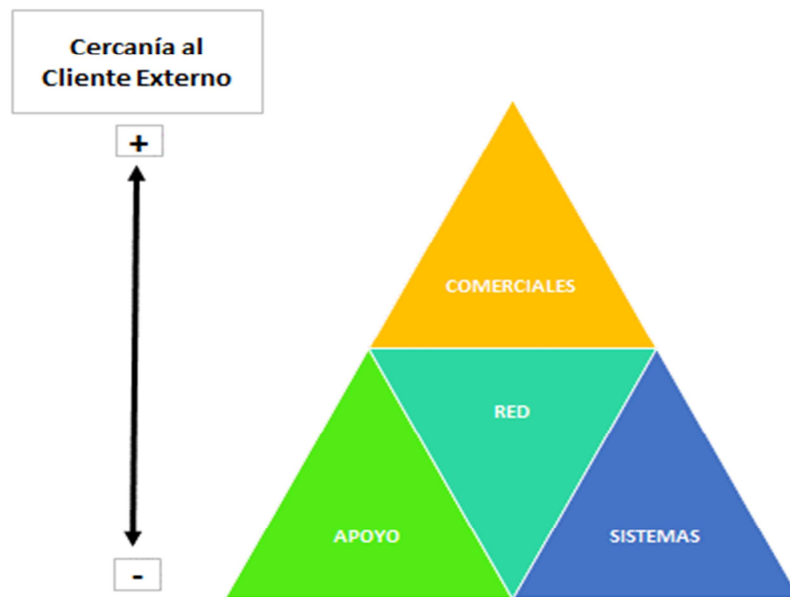 Cercanía al
Cliente Externo
+
COMERCIALES
RED
APOYO
SISTEMAS
-